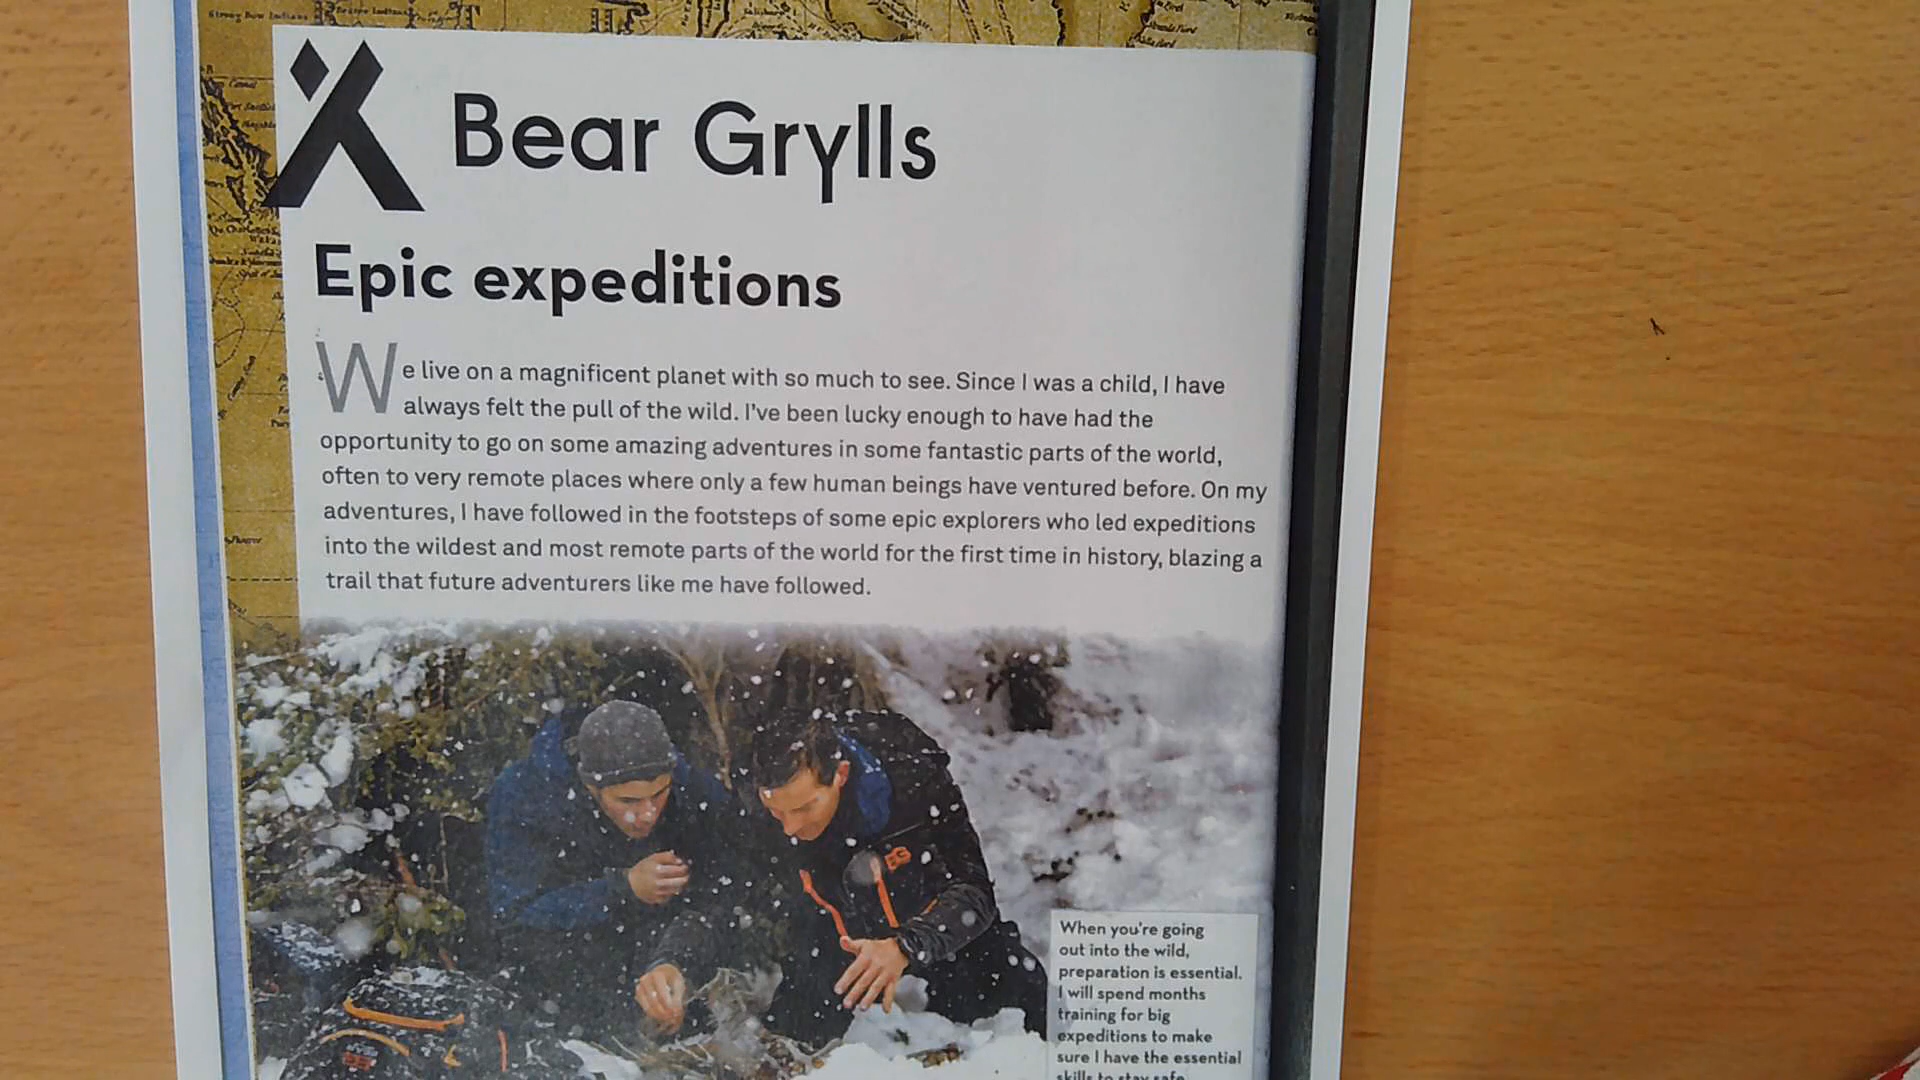 Bear Grylls
Epic expeditions
We live on a magnificent planet with so much to see. Since I was a child, I have
always felt the pull of the wild. I've been lucky enough to have had the
opportunity to go on some amazing adventures in some fantastic parts of the world,
often to very remote places where only a few human beings have ventured before. On my
adventures, I have followed in the footsteps of some epic explorers who led expeditions
into the wildest and most remote parts of the world for the first time in history, blazing a
trail that future adventurers like me have followed.
When you're going
out into the wild,
preparation is essential.
I will spend months
training for big
expeditions to make
sure I have the essential
skills to stay safe